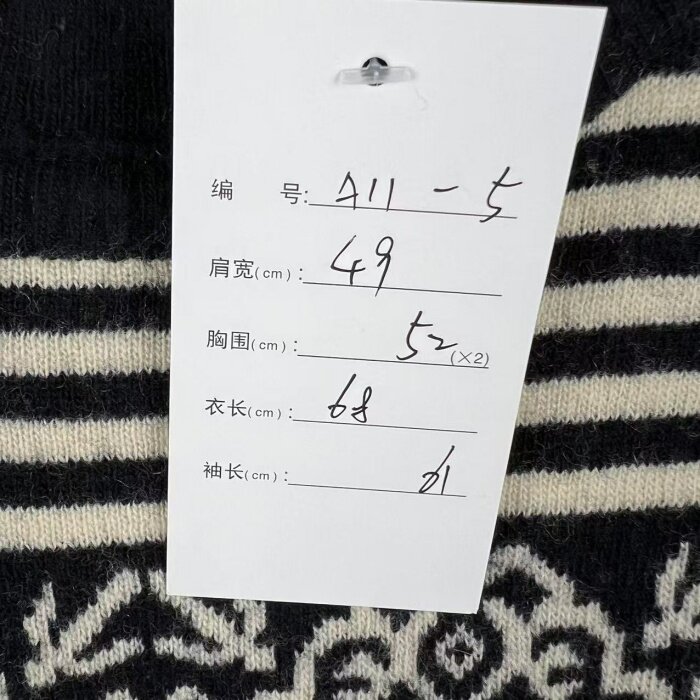 编 号: A11-5
肩宽(cm): 49
胸围(cm): 52(×2)
衣长(cm): 68
袖长(cm): 61